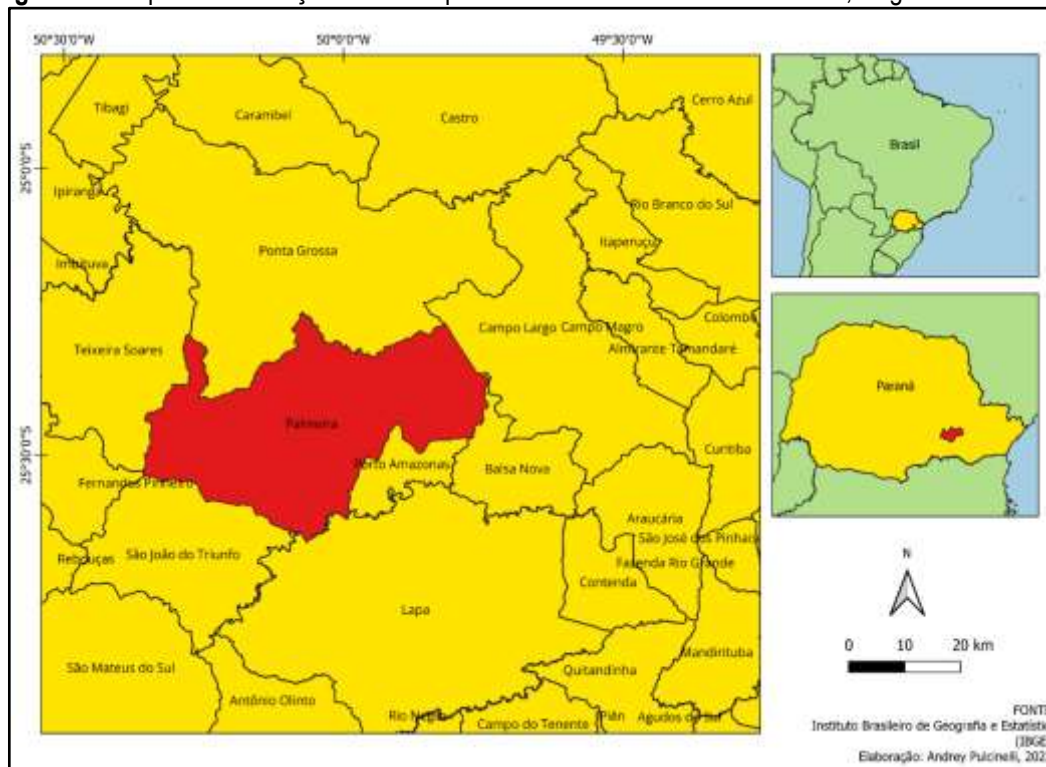 50°30'0"W 50°0'0"W 49°30'0"W
Tibagi
Carambeí
Castro
Cerro Azul
25°0'0"S
Ipiranga
Rio Branco do Sul
Itaperuçu
Ponta Grossa
Imbituva
Colombo
Teixeira Soares
Campo Largo
Campo Magro
Almirante Tamandaré
Palmeira
Curitiba
25°30'0"S
Porto Amazonas
Balsa Nova
Fernandes Pinheiro
Araucária
São José dos Pinhais
Rebouças
São João do Triunfo
Fazenda Rio Grande
Contenda
Lapa
Mandirituba
São Mateus do Sul
Quitandinha
Antônio Olinto
Rio Negro
Campo do Tenente
Piên
Agudos do Sul
Brasil
Paraná
N
0 10 20 km
FONTE
Instituto Brasileiro de Geografia e Estatístic
(IBGE
Elaboração: Andrey Pulcinelli, 202